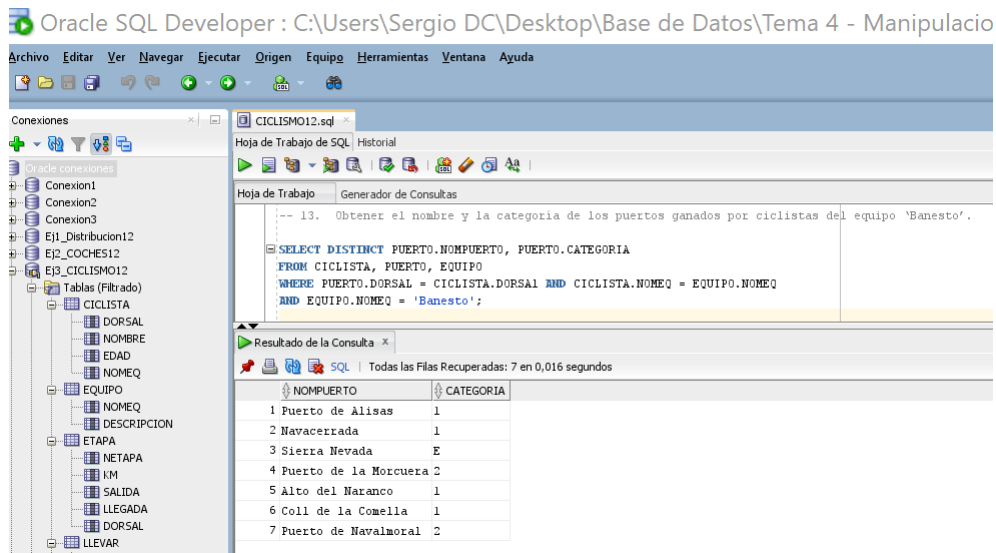 Oracle SQL Developer : C:\Users\Sergio DC\Desktop\Base de Datos\Tema 4 - Manipulacio
Archivo Editar Ver Navegar Ejecutar Origen Equipo Herramientas Ventana Ayuda
Conexiones
Oracle conexiones
Conexion1
Conexion2
Conexion3
Ej1_Distribucion12
Ej2_COCHES12
Ej3_CICLISMO12
Tablas (Filtrado)
CICLISTA
DORSAL
NOMBRE
EDAD
NOMEQ
EQUIPO
NOMEQ
DESCRIPCION
ETAPA
NETAPA
KM
SALIDA
LLEGADA
DORSAL
LLEVAR
CICLISMO12.sql
Hoja de Trabajo de SQL Historial
Hoja de Trabajo Generador de Consultas
-- 13. Obtener el nombre y la categoria de los puertos ganados por ciclistas del equipo ‘Banesto’.
SELECT DISTINCT PUERTO.NOMPUERTO, PUERTO.CATEGORIA
FROM CICLISTA, PUERTO, EQUIPO
WHERE PUERTO.DORSAL = CICLISTA.DORSAl AND CICLISTA.NOMEQ = EQUIPO.NOMEQ
AND EQUIPO.NOMEQ = 'Banesto';
Resultado de la Consulta x
SQL | Todas las Filas Recuperadas: 7 en 0,016 segundos
NOMPUERTO CATEGORIA
1 Puerto de Alisas 1
2 Navacerrada 1
3 Sierra Nevada E
4 Puerto de la Morcuera 2
5 Alto del Naranco 1
6 Coll de la Comella 1
7 Puerto de Navalmoral 2